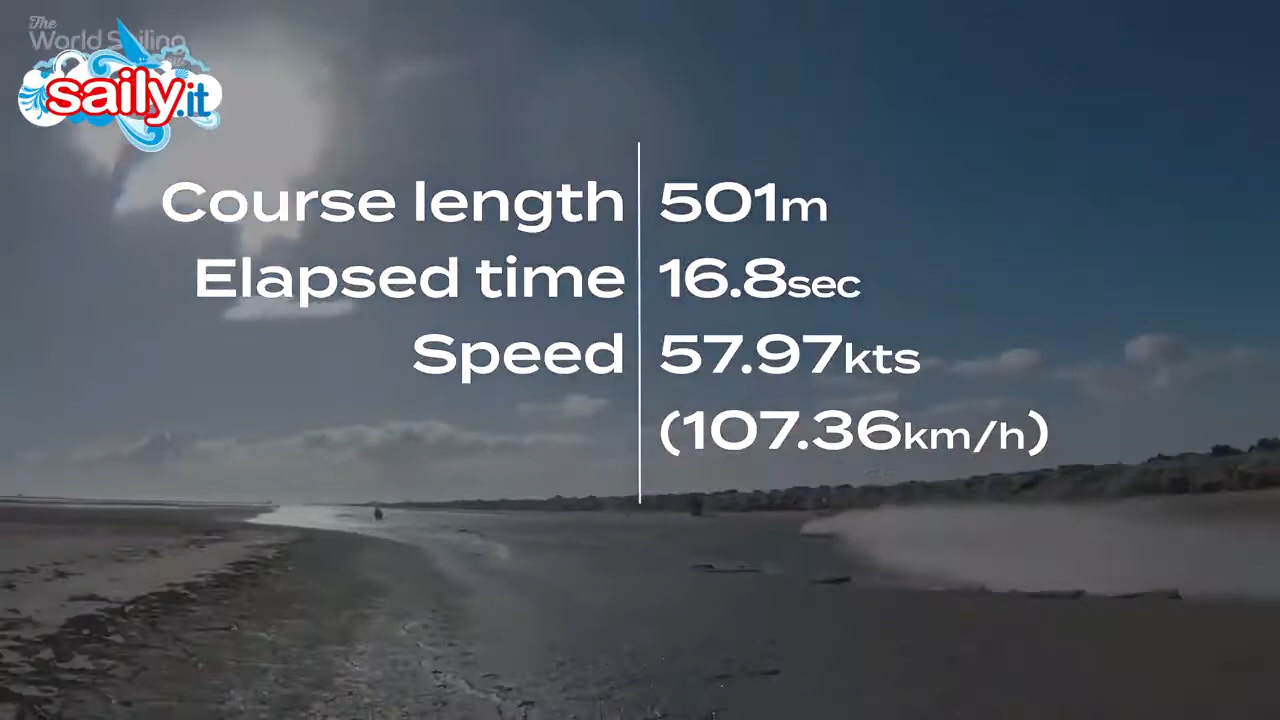 The
World Sailing
saily.it
Course length 501m
Elapsed time 16.8sec
Speed 57.97kts
(107.36km/h)